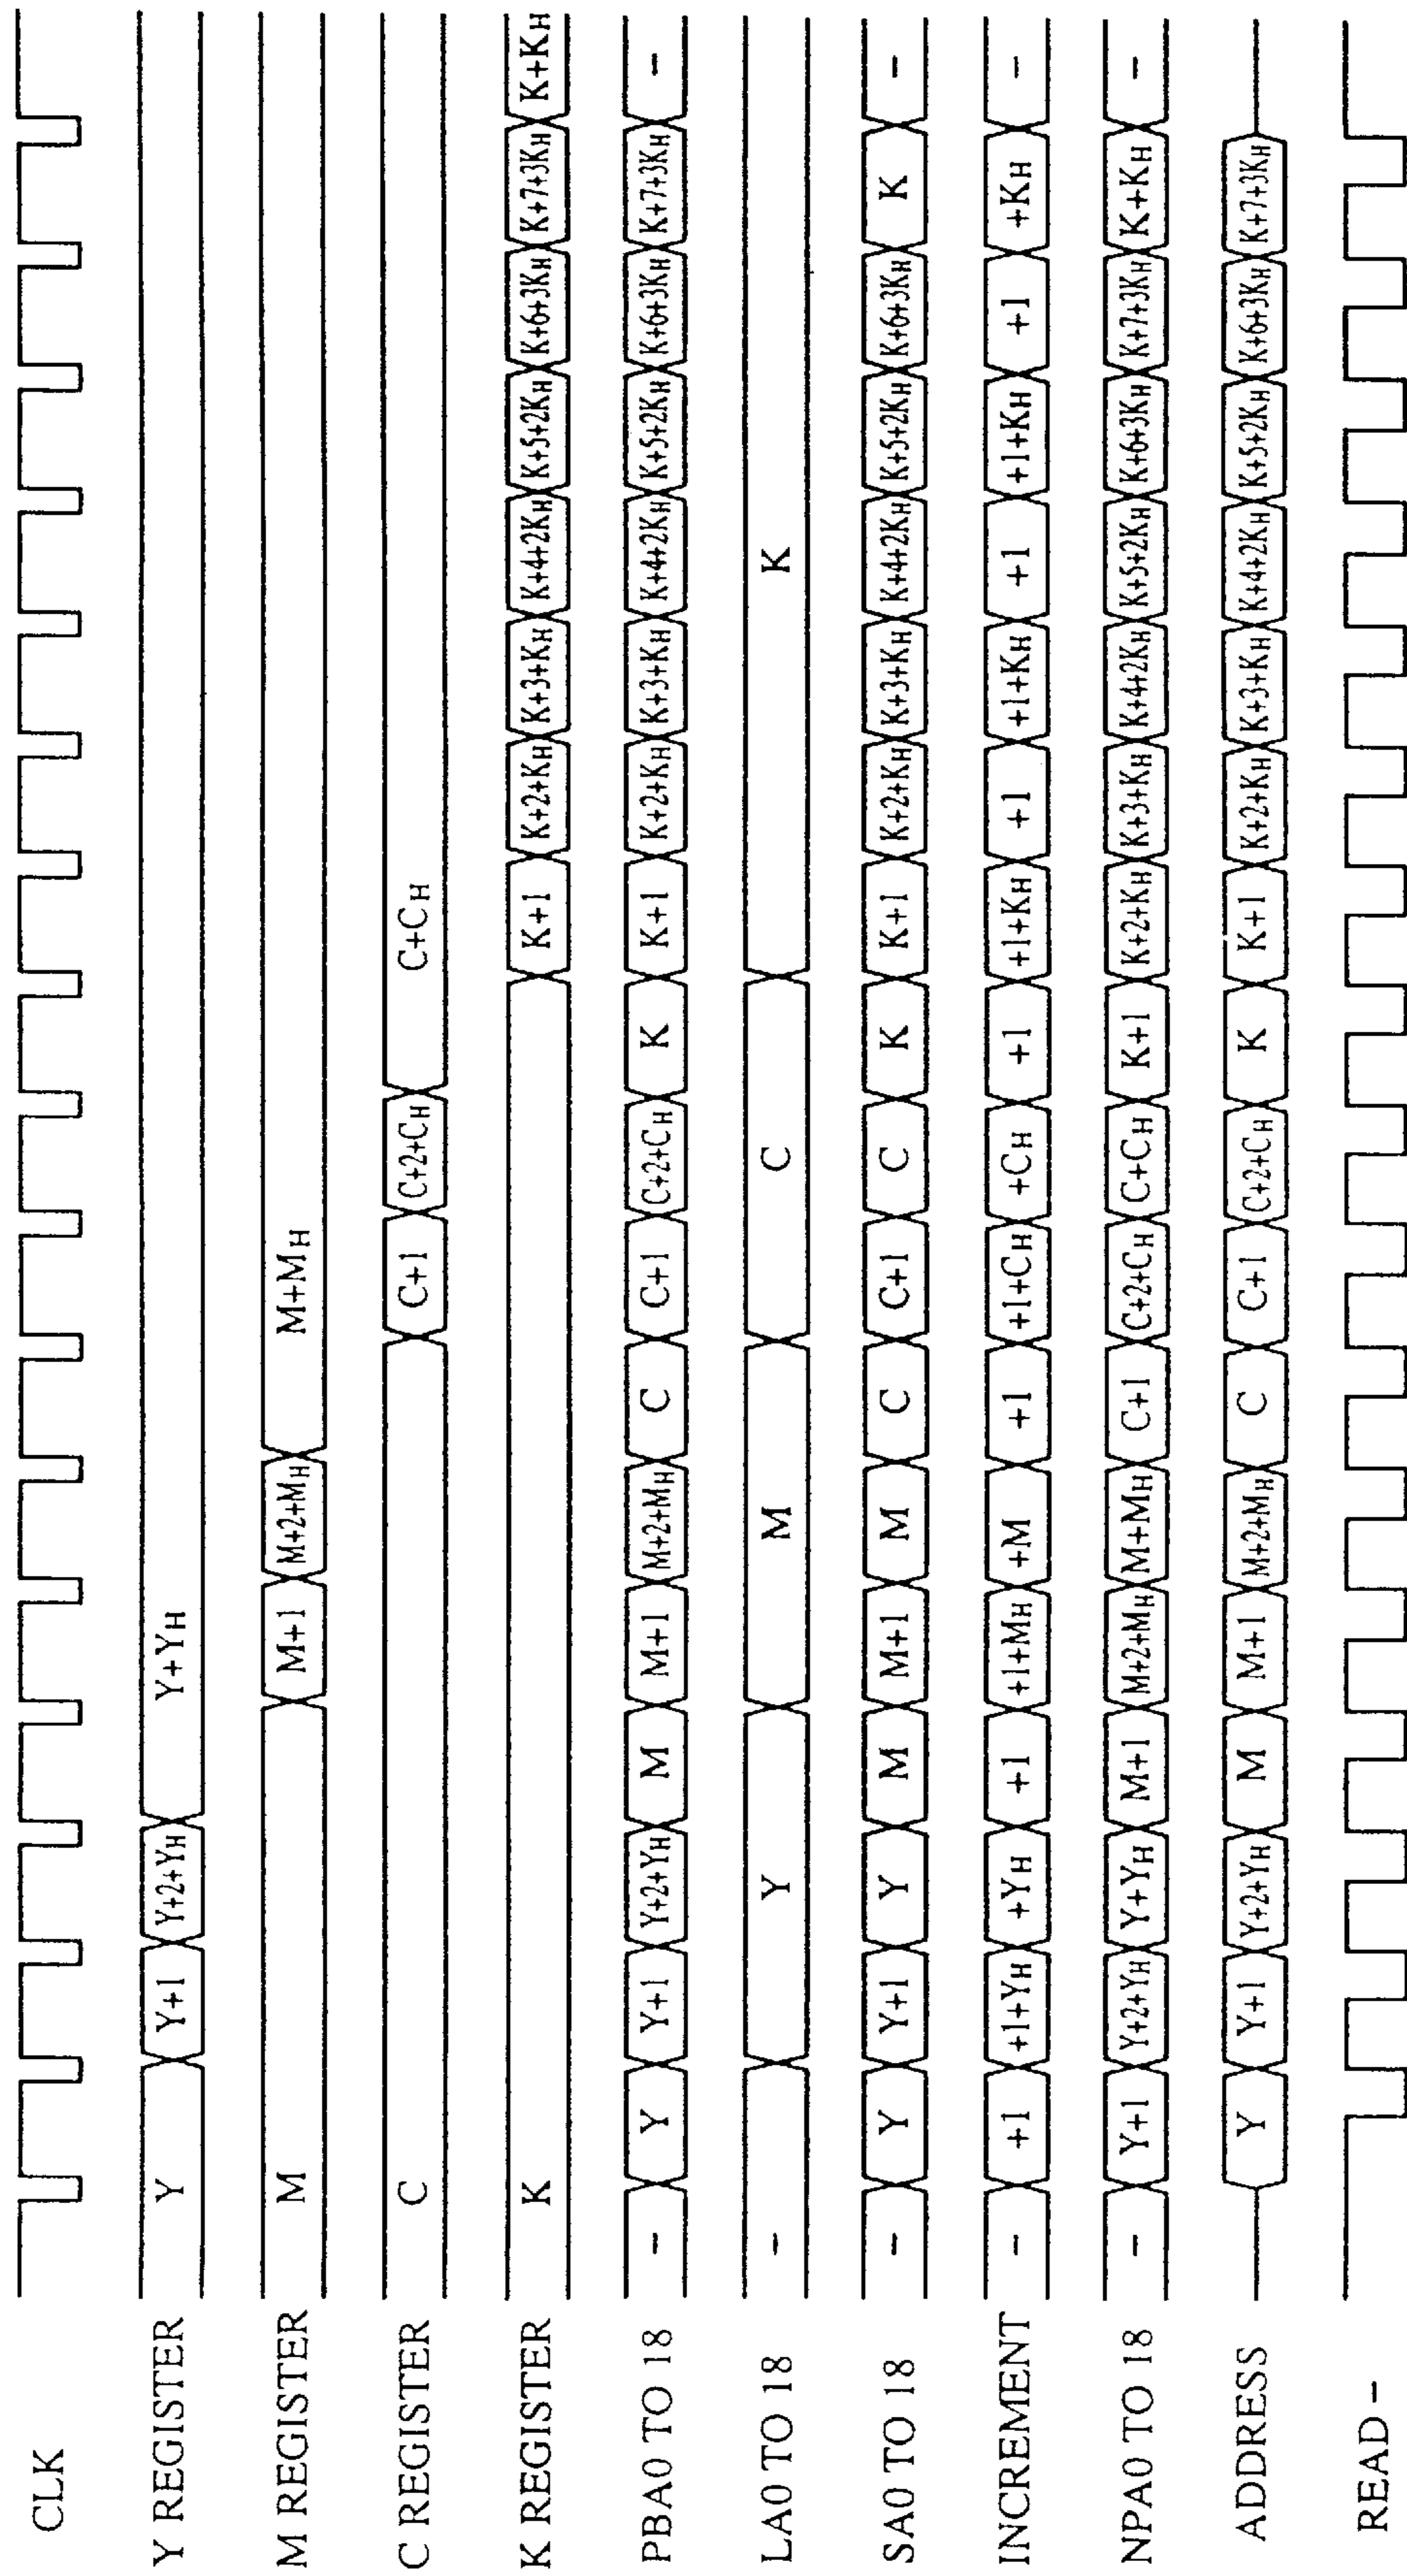 CLK
Y REGISTER Y Y+1 Y+2+YH Y+YH
M REGISTER M M+1 M+2+MH M+MH
C REGISTER C C+1 C+2+CH C+CH
K REGISTER K K+1 K+2+KH K+3+KH K+4+2KH K+5+2KH K+6+3KH K+7+3KH K+KH
PBA0 TO 18 - Y Y+1 Y+2+YH M M+1 M+2+MH C C+1 C+2+CH K K+1 K+2+KH K+3+KH K+4+2KH K+5+2KH K+6+3KH K+7+3KH -
LA0 TO 18 - Y M C K
SA0 TO 18 - Y Y+1 Y M M+1 M C C+1 C K K+1 K+2+KH K+3+KH K+4+2KH K+5+2KH K+6+3KH K -
INCREMENT - +1 +1+YH +YH +1 +1+MH +M +1 +1+CH +CH +1 +1+KH +1 +1+KH +1 +1+KH +1 +KH -
NPA0 TO 18 - Y+1 Y+2+YH Y+YH M+1 M+2+MH M+MH C+1 C+2+CH C+CH K+1 K+2+KH K+3+KH K+4+2KH K+5+2KH K+6+3KH K+7+3KH K+KH -
ADDRESS Y Y+1 Y+2+YH M M+1 M+2+MH C C+1 C+2+CH K K+1 K+2+KH K+3+KH K+4+2KH K+5+2KH K+6+3KH K+7+3KH
READ-